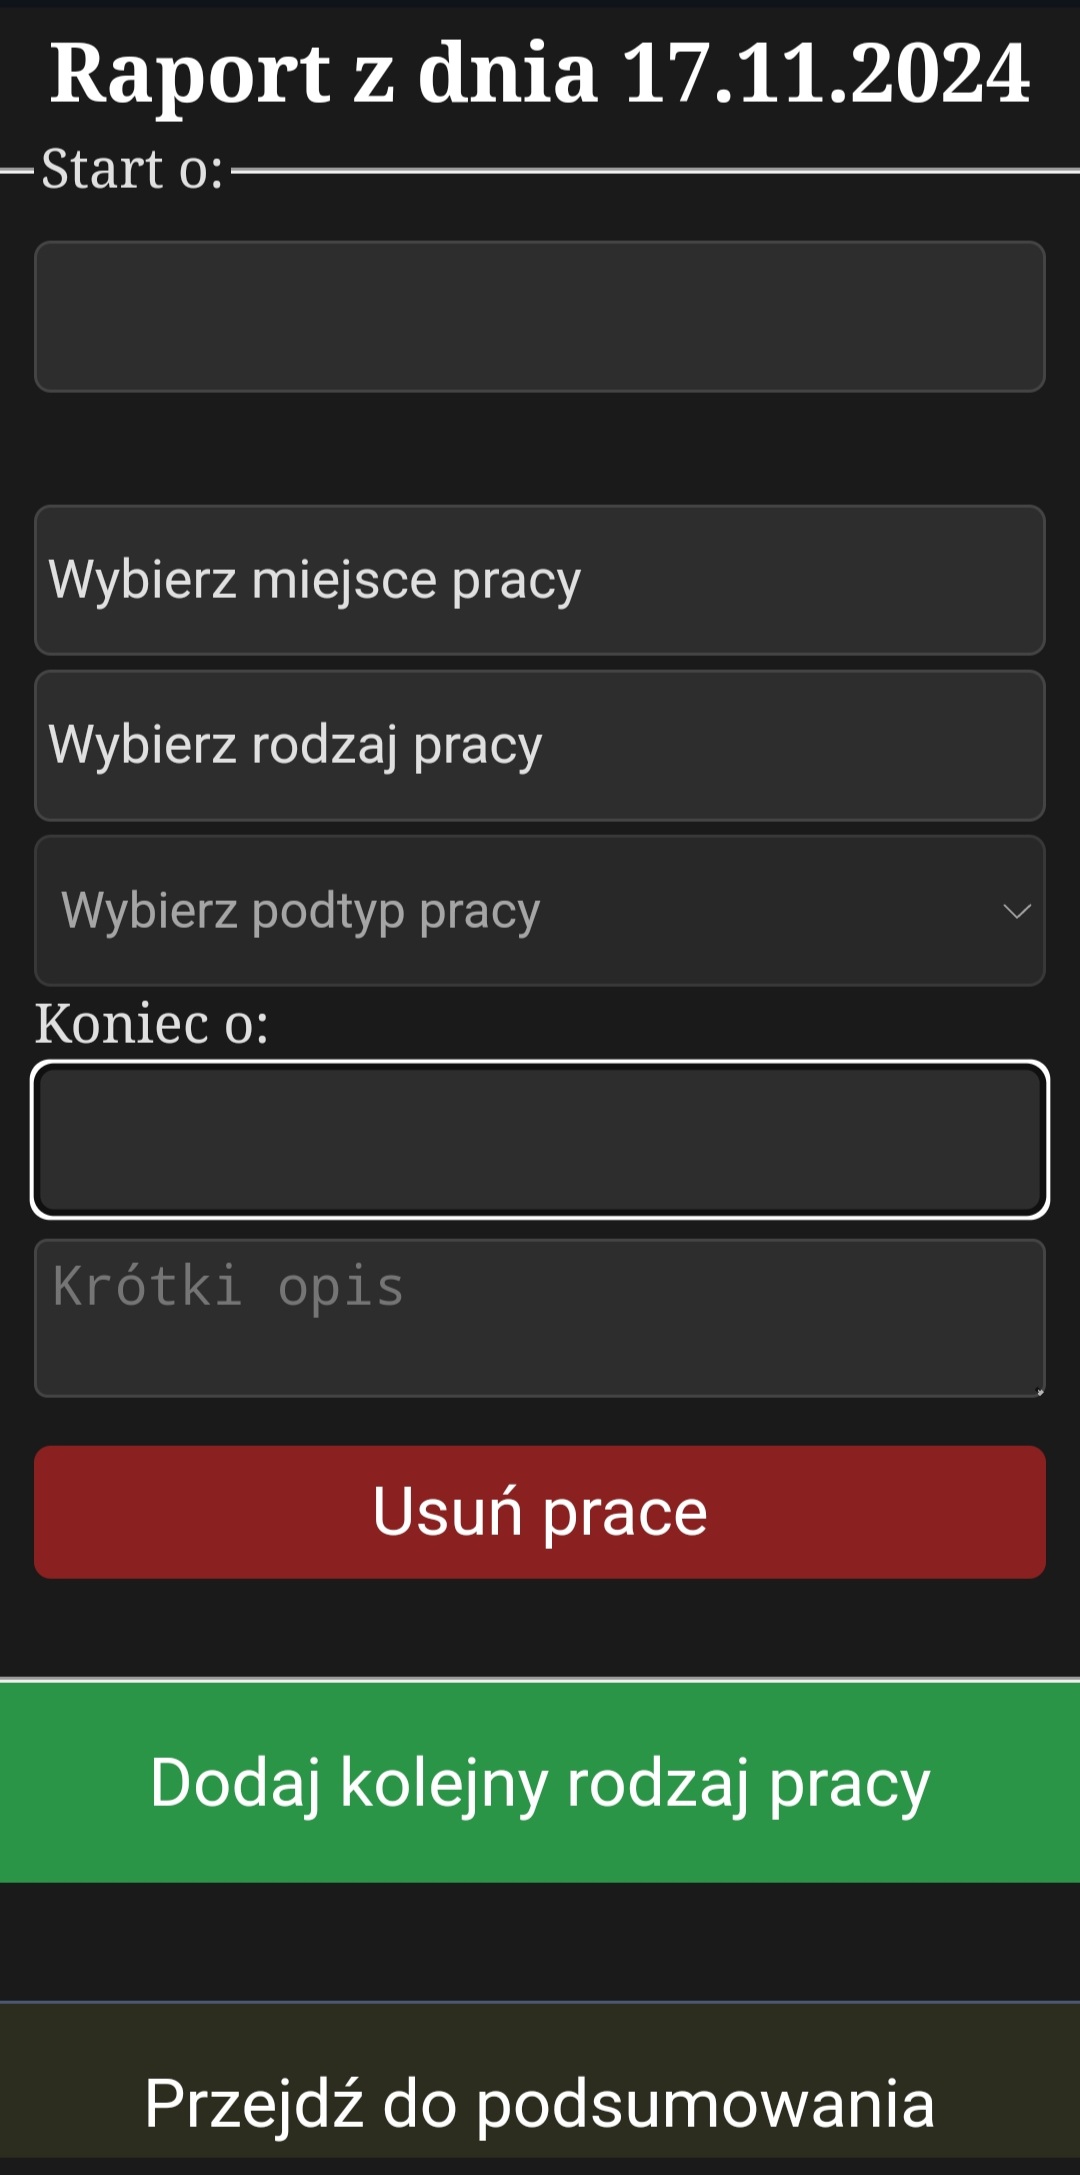 Raport z dnia 17.11.2024
Start o:
Wybierz miejsce pracy
Wybierz rodzaj pracy
Wybierz podtyp pracy
Koniec o:
Krótki opis
Usuń prace
Dodaj kolejny rodzaj pracy
Przejdź do podsumowania